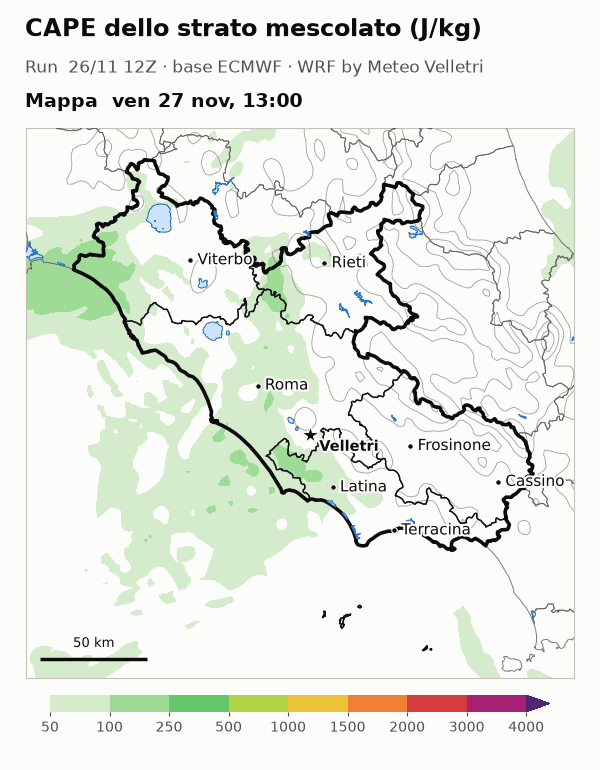 CAPE dello strato mescolato (J/kg)
Run  26/11 12Z · base ECMWF · WRF by Meteo Velletri
Mappa  ven 27 nov, 13:00
Viterbo
Rieti
Roma
Velletri
Frosinone
Latina
Cassino
Terracina
50 km
50 100 250 500 1000 1500 2000 3000 4000